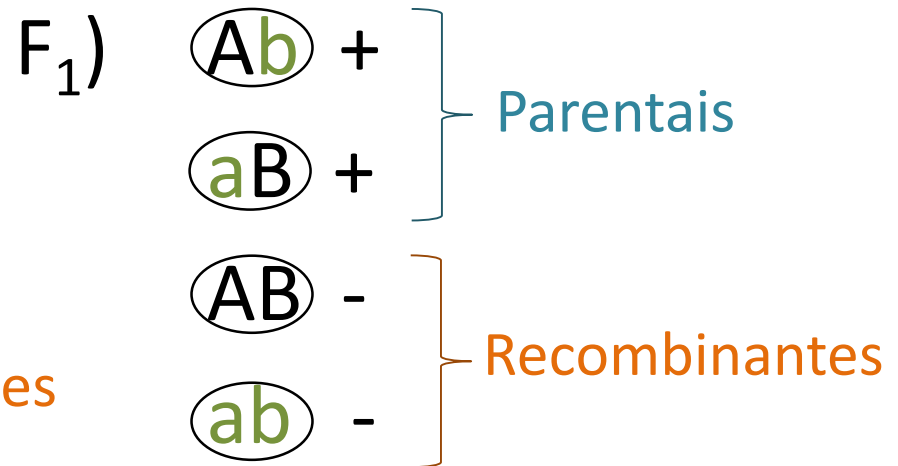 F₁) Ab +
Parentais
aB +
AB -
Recombinantes
es
ab -